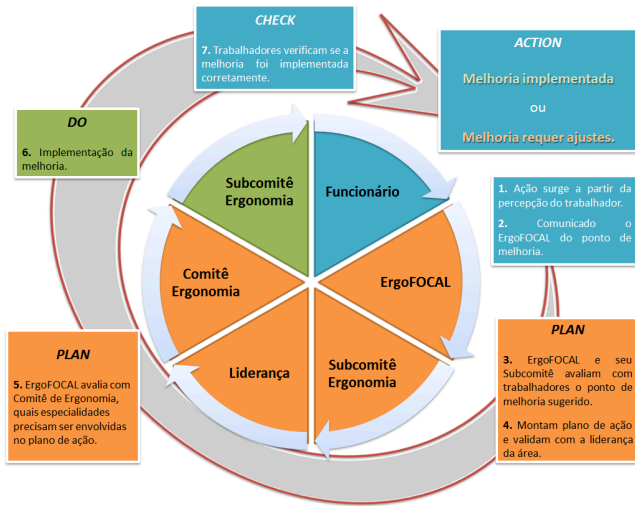 CHECK
7. Trabalhadores verificam se a
melhoria foi implementada
corretamente.
ACTION
Melhoria implementada
ou
Melhoria requer ajustes.
DO
6. Implementação da
melhoria.
Subcomitê
Ergonomia
Funcionário
1. Ação surge a partir da
percepção do trabalhador.
2. Comunicado o
ErgoFOCAL do ponto de
melhoria.
Comitê
Ergonomia
ErgoFOCAL
Liderança
Subcomitê
Ergonomia
PLAN
5. ErgoFOCAL avalia com
Comitê de Ergonomia,
quais especialidades
precisam ser envolvidas
no plano de ação.
PLAN
3. ErgoFOCAL e seu
Subcomitê avaliam com
trabalhadores o ponto de
melhoria sugerido.
4. Montam plano de ação
e validam com a liderança
da área.